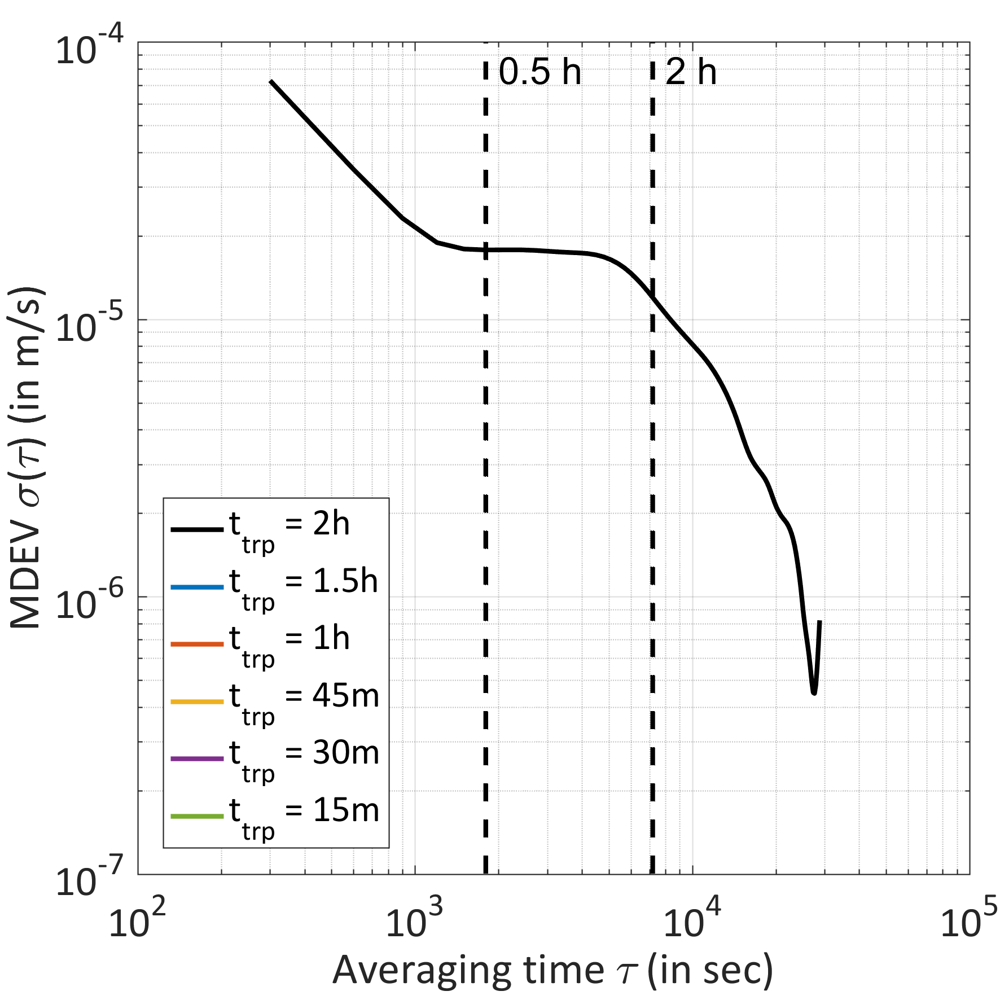 10^-4
10^-5
10^-6
10^-7
MDEV σ(τ) (in m/s)
0.5 h
2 h
t_trp = 2h
t_trp = 1.5h
t_trp = 1h
t_trp = 45m
t_trp = 30m
t_trp = 15m
10^2
10^3
10^4
10^5
Averaging time τ (in sec)